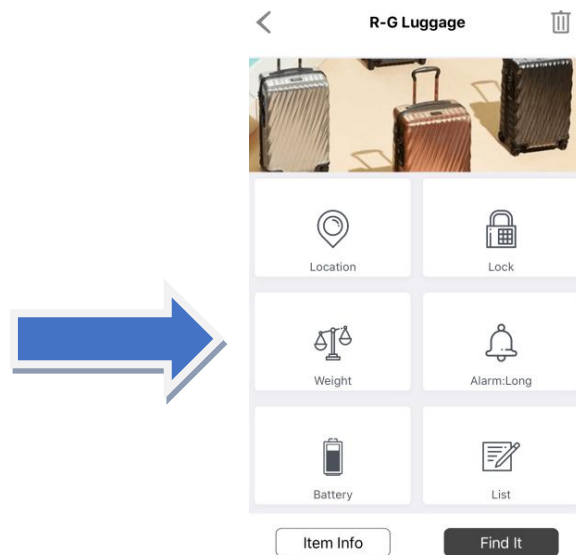 R-G Luggage
Location
Lock
Weight
Alarm:Long
Battery
List
Item Info
Find It